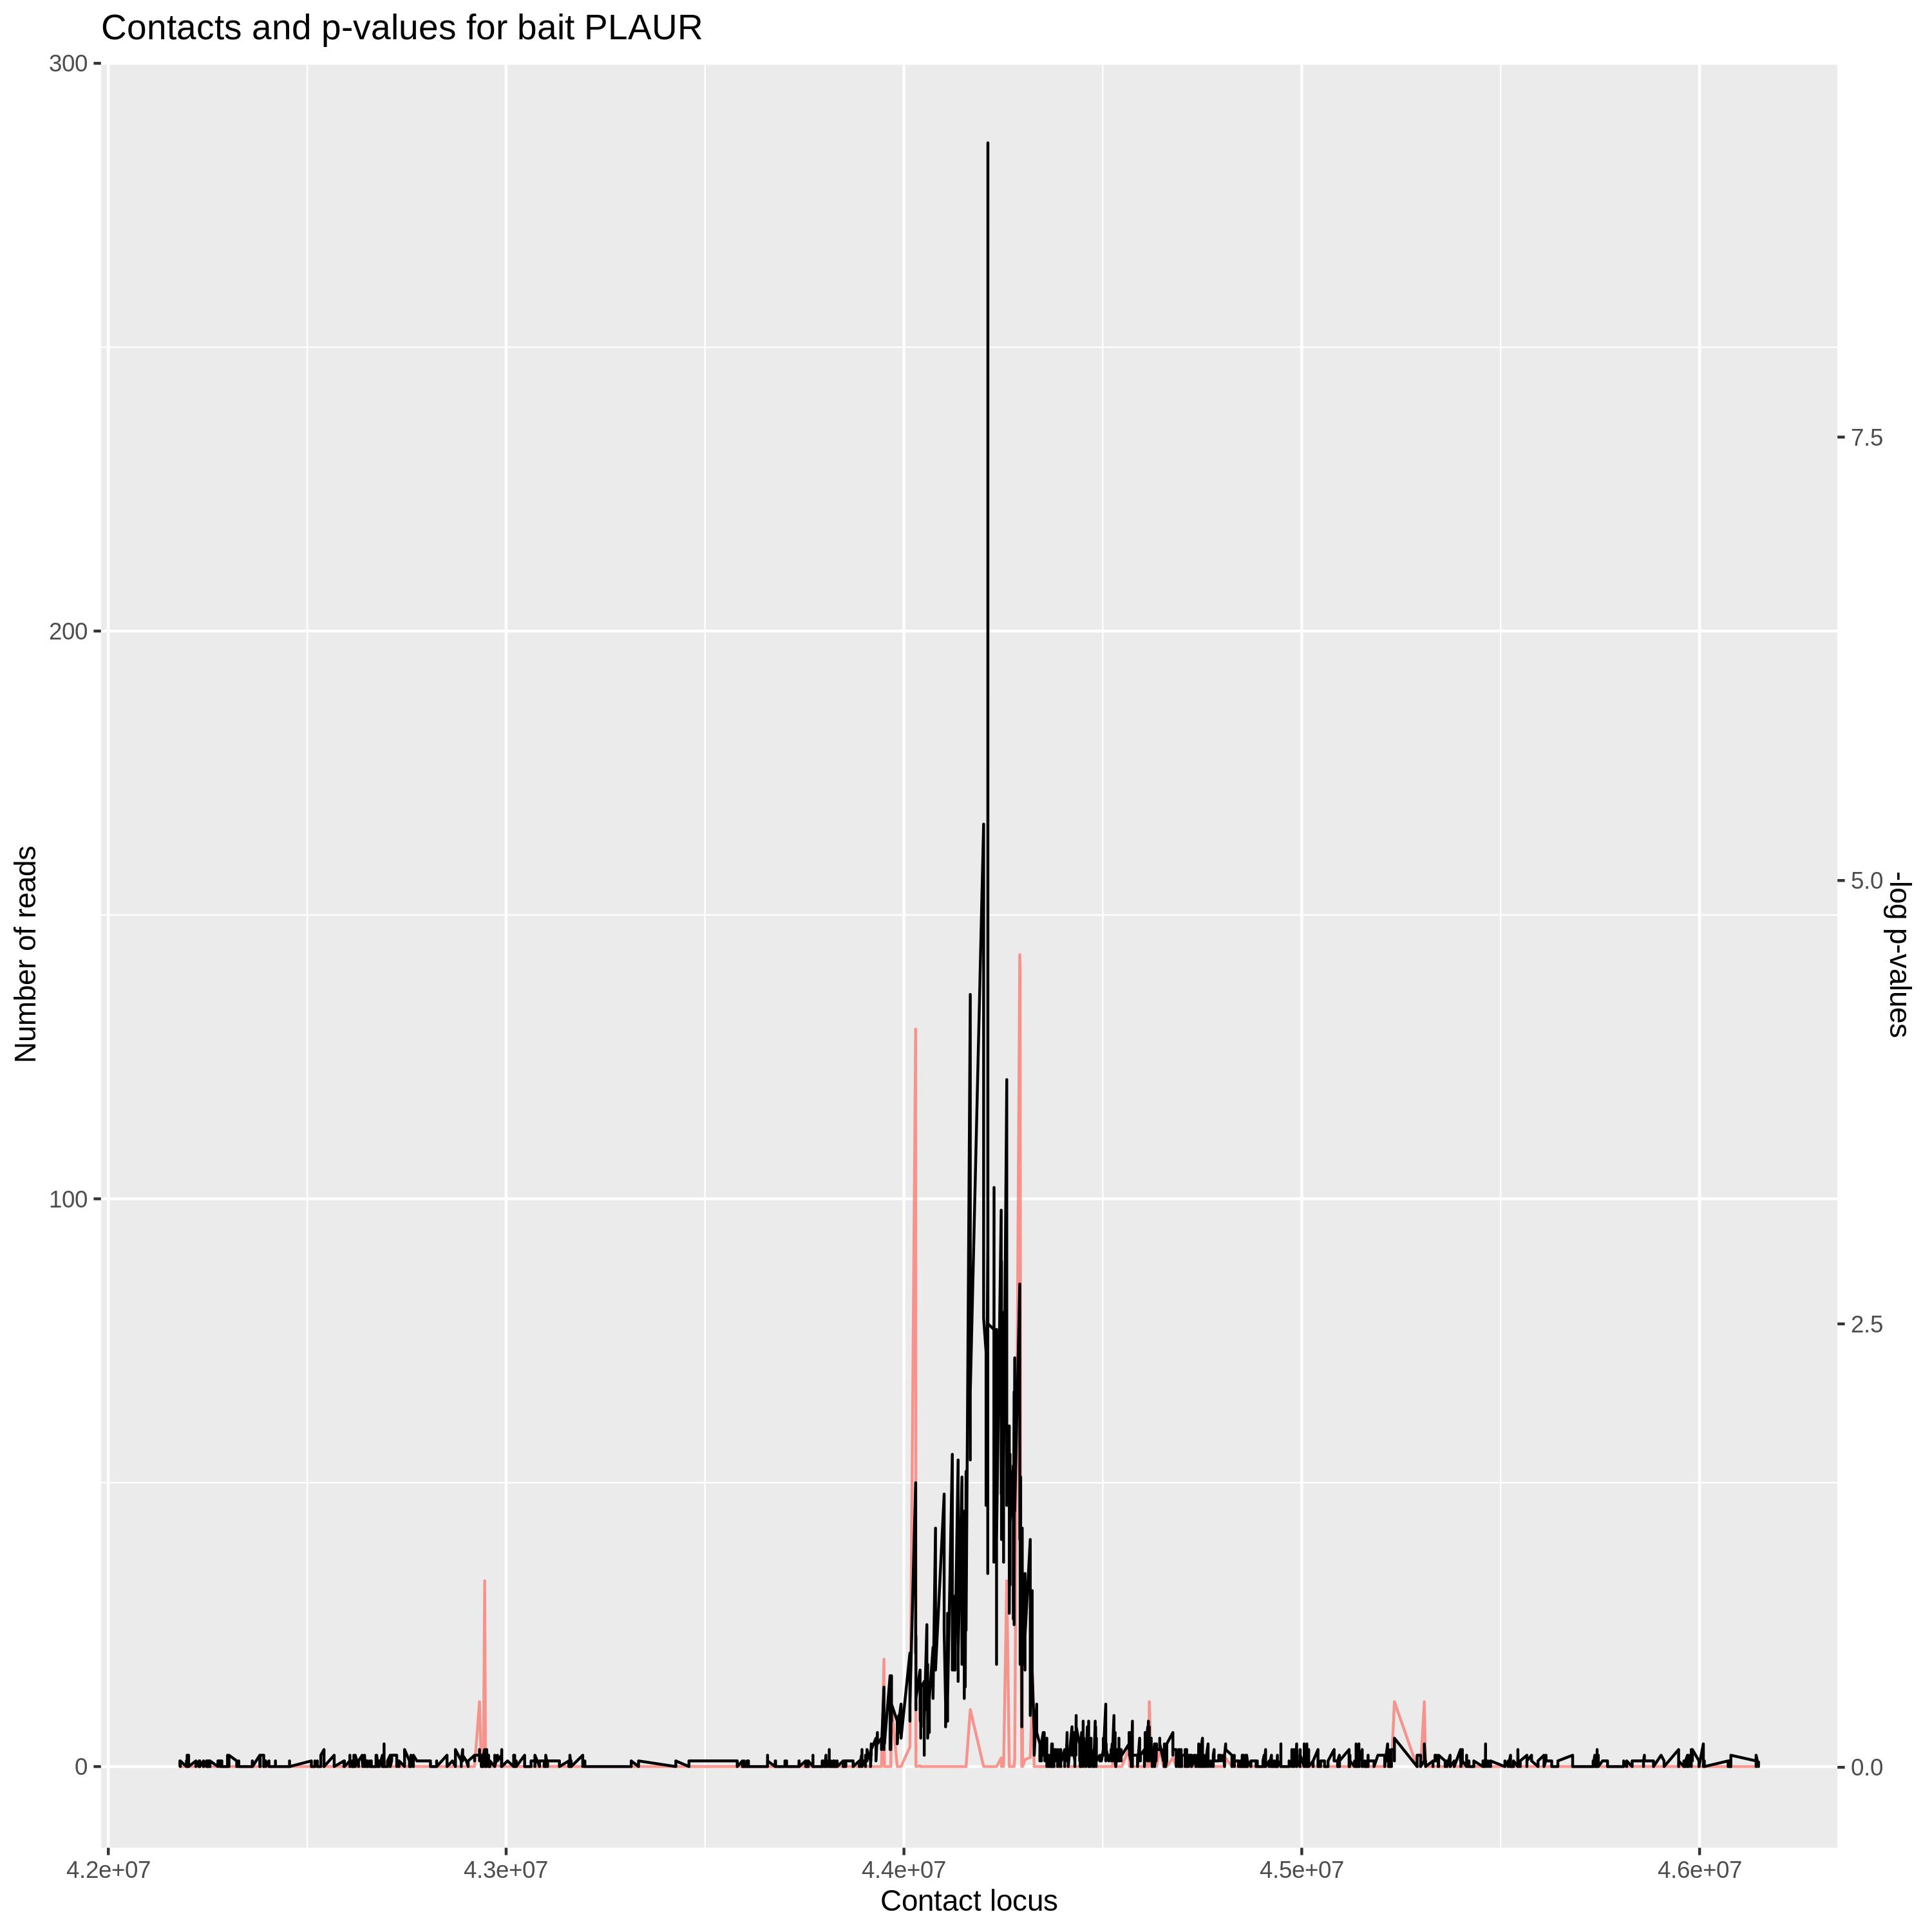 Contacts and p-values for bait PLAUR
300
200
100
0
Number of reads
7.5
5.0
2.5
0.0
-log p-values
4.2e+07 4.3e+07 4.4e+07 4.5e+07 4.6e+07
Contact locus